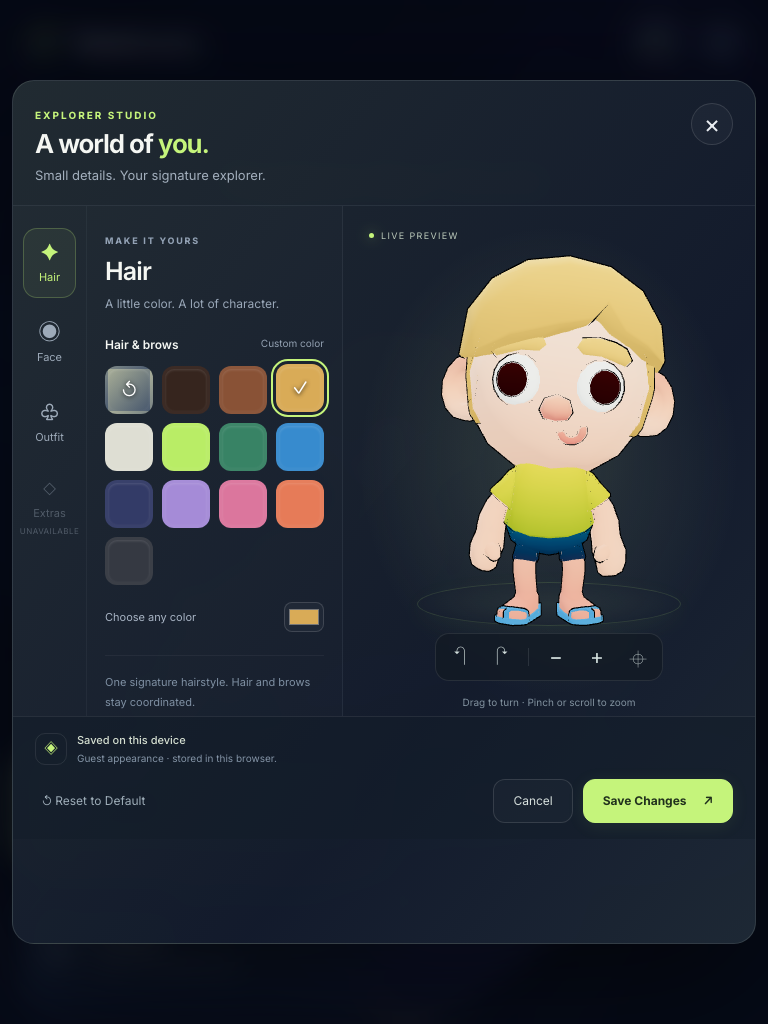 EXPLORER STUDIO
A world of you.
Small details. Your signature explorer.
Hair
Face
Outfit
Extras
UNAVAILABLE
MAKE IT YOURS
Hair
A little color. A lot of character.
Hair & brows
Custom color
Choose any color
One signature hairstyle. Hair and brows
stay coordinated.
LIVE PREVIEW
Drag to turn · Pinch or scroll to zoom
Saved on this device
Guest appearance · stored in this browser.
Reset to Default
Cancel
Save Changes